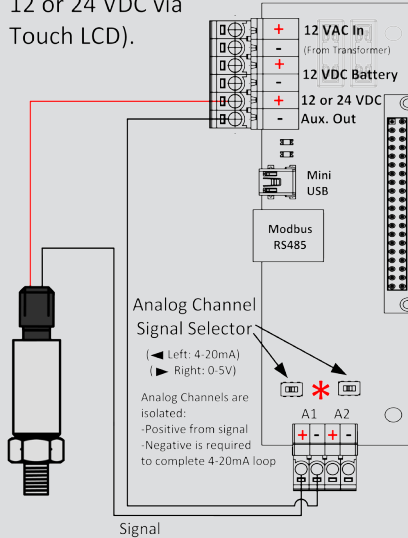 12 or 24 VDC via
Touch LCD).
+ 12 VAC In
- (From Transformer)
+ 12 VDC Battery
-
+ 12 or 24 VDC
- Aux. Out
Mini
USB
Modbus
RS485
Analog Channel
Signal Selector
(◄ Left: 4-20mA)
(► Right: 0-5V)
*
Analog Channels are
isolated:
-Positive from signal
-Negative is required
to complete 4-20mA loop
A1 A2
+ - + -
Signal